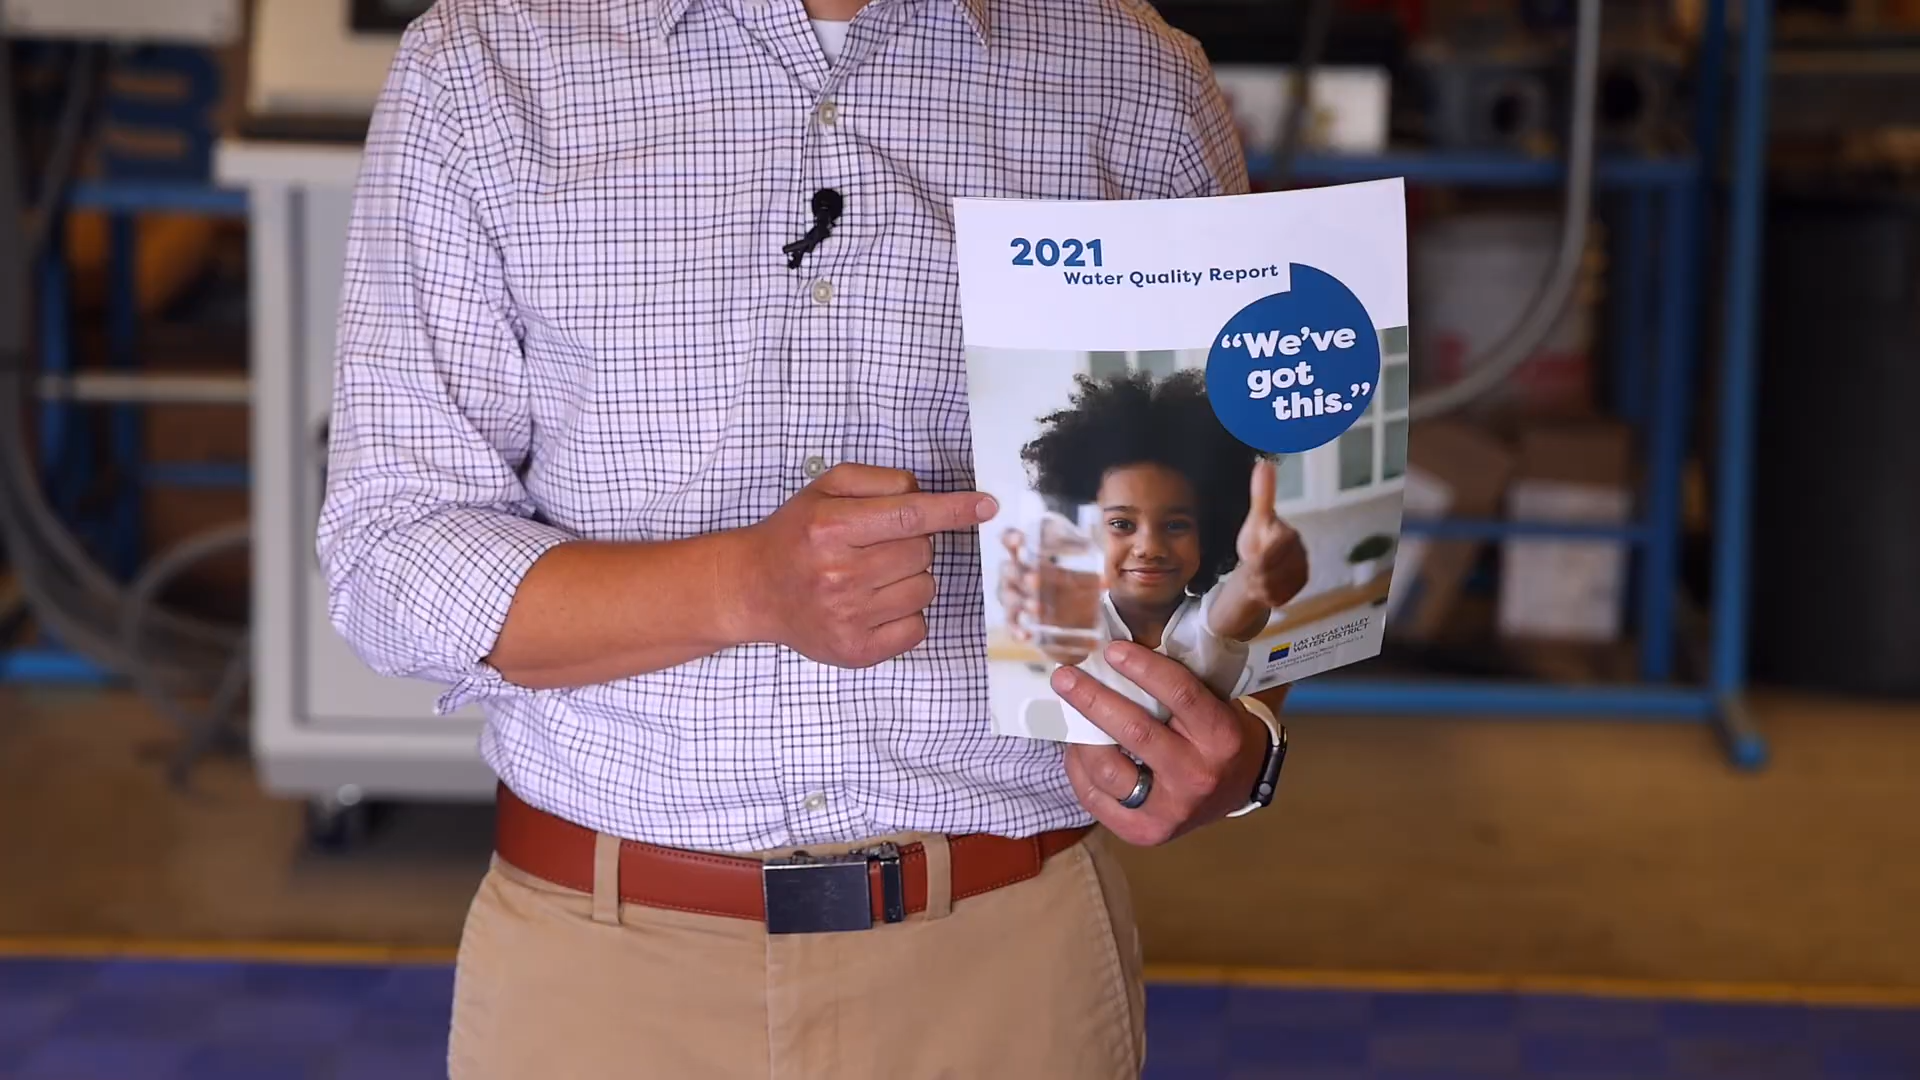 2021
Water Quality Report
“We’ve
got
this.”
LAS VEGAS VALLEY
WATER DISTRICT